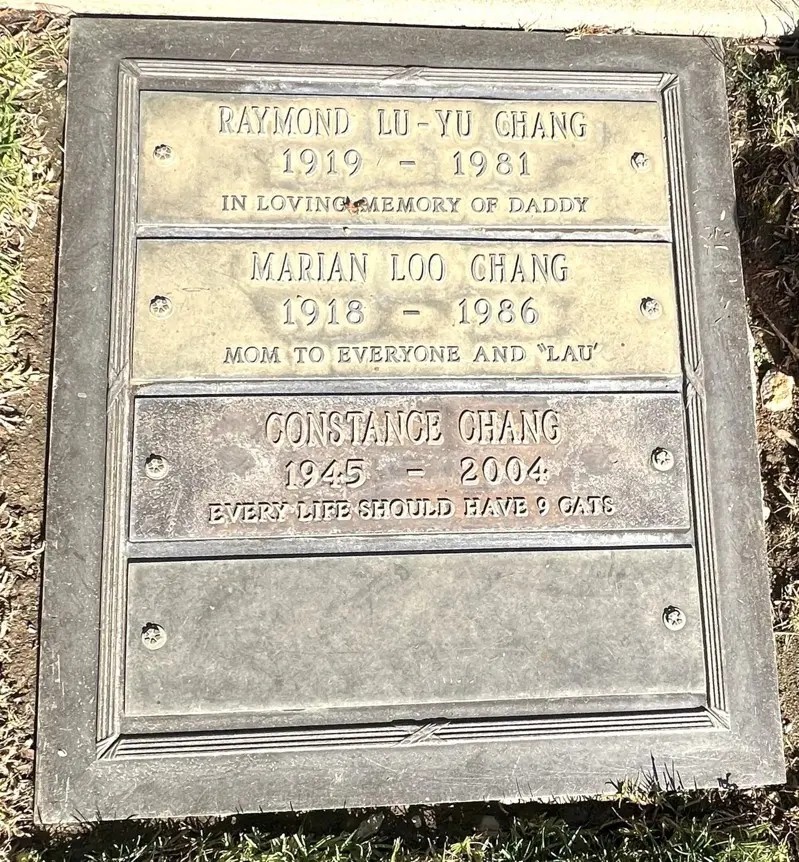 RAYMOND LU-YU CHANG
1919 - 1981
IN LOVING MEMORY OF DADDY
MARIAN LOO CHANG
1918 - 1986
MOM TO EVERYONE AND "LAU'
CONSTANCE CHANG
1945 - 2004
EVERY LIFE SHOULD HAVE 9 CATS